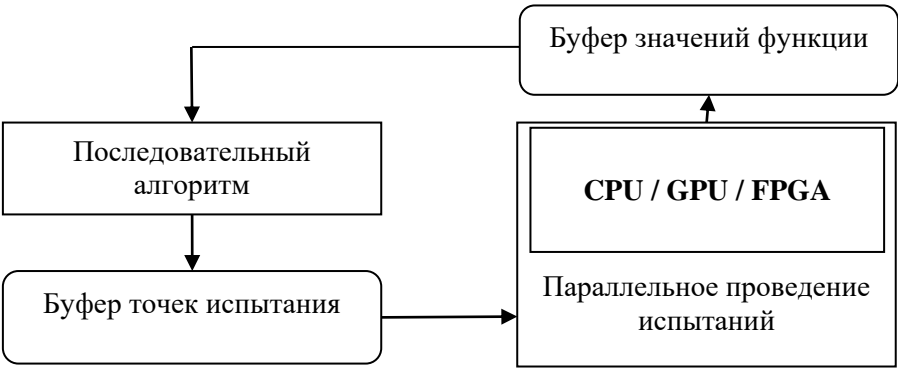 Буфер значений функции
Последовательный
алгоритм
CPU / GPU / FPGA
Буфер точек испытания
Параллельное проведение
испытаний